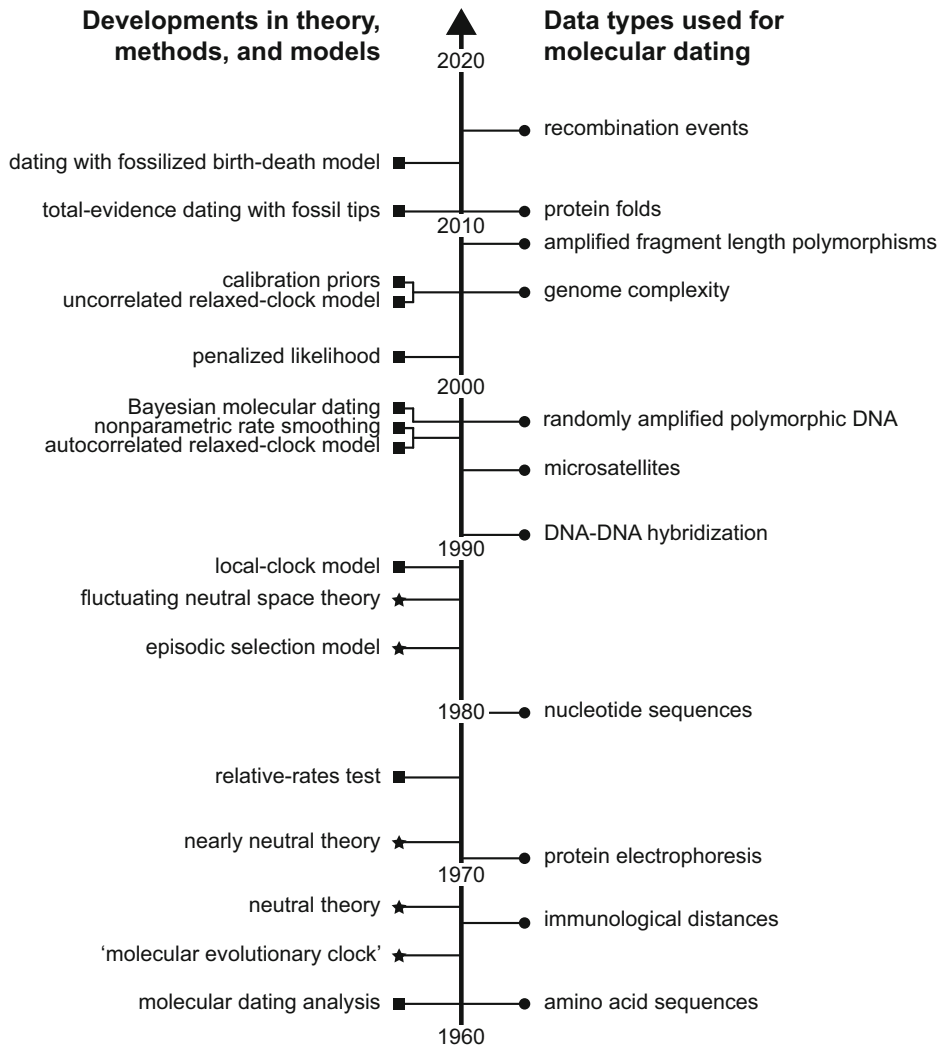 Developments in theory,
methods, and models
Data types used for
molecular dating
2020
recombination events
dating with fossilized birth-death model
total-evidence dating with fossil tips
protein folds
2010
amplified fragment length polymorphisms
calibration priors
uncorrelated relaxed-clock model
genome complexity
penalized likelihood
2000
Bayesian molecular dating
nonparametric rate smoothing
autocorrelated relaxed-clock model
randomly amplified polymorphic DNA
microsatellites
DNA-DNA hybridization
1990
local-clock model
fluctuating neutral space theory
episodic selection model
1980
nucleotide sequences
relative-rates test
nearly neutral theory
protein electrophoresis
1970
neutral theory
immunological distances
‘molecular evolutionary clock’
molecular dating analysis
amino acid sequences
1960